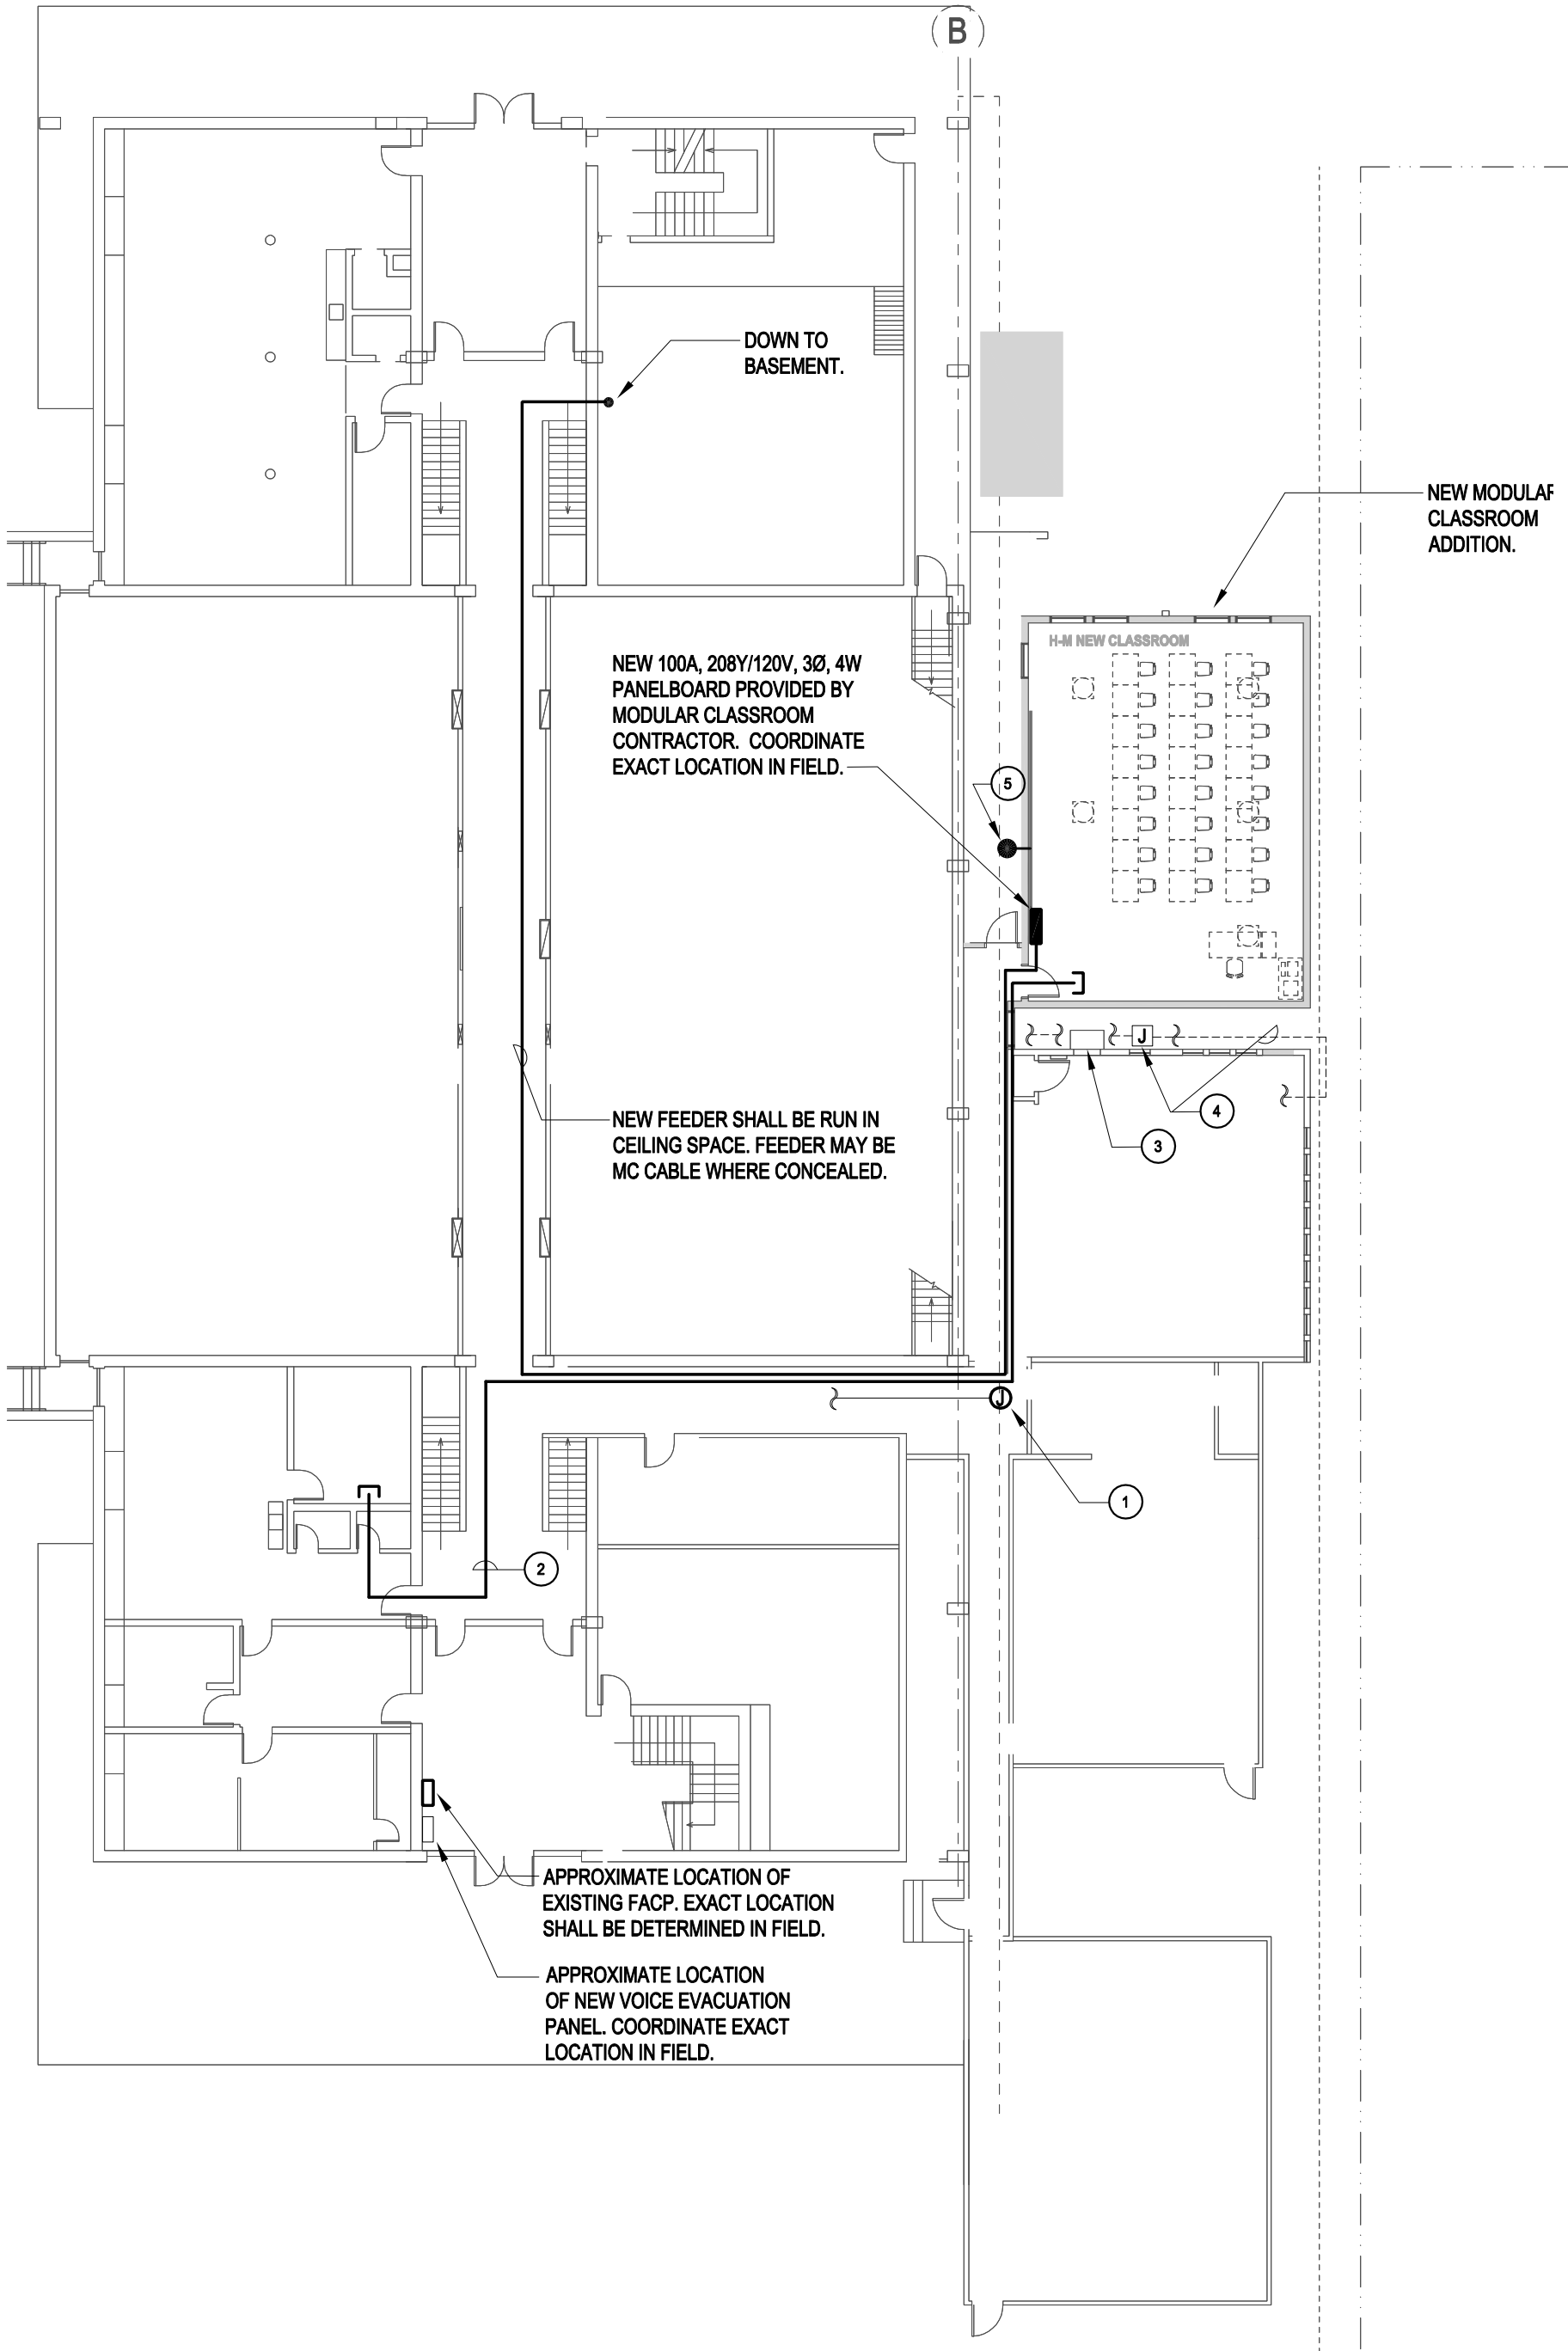 B
DOWN TO
BASEMENT.
NEW MODULAR
CLASSROOM
ADDITION.
H-M NEW CLASSROOM
NEW 100A, 208Y/120V, 3Ø, 4W
PANELBOARD PROVIDED BY
MODULAR CLASSROOM
CONTRACTOR. COORDINATE
EXACT LOCATION IN FIELD.
5
J
4
3
NEW FEEDER SHALL BE RUN IN
CEILING SPACE. FEEDER MAY BE
MC CABLE WHERE CONCEALED.
J
1
2
APPROXIMATE LOCATION OF
EXISTING FACP. EXACT LOCATION
SHALL BE DETERMINED IN FIELD.
APPROXIMATE LOCATION
OF NEW VOICE EVACUATION
PANEL. COORDINATE EXACT
LOCATION IN FIELD.